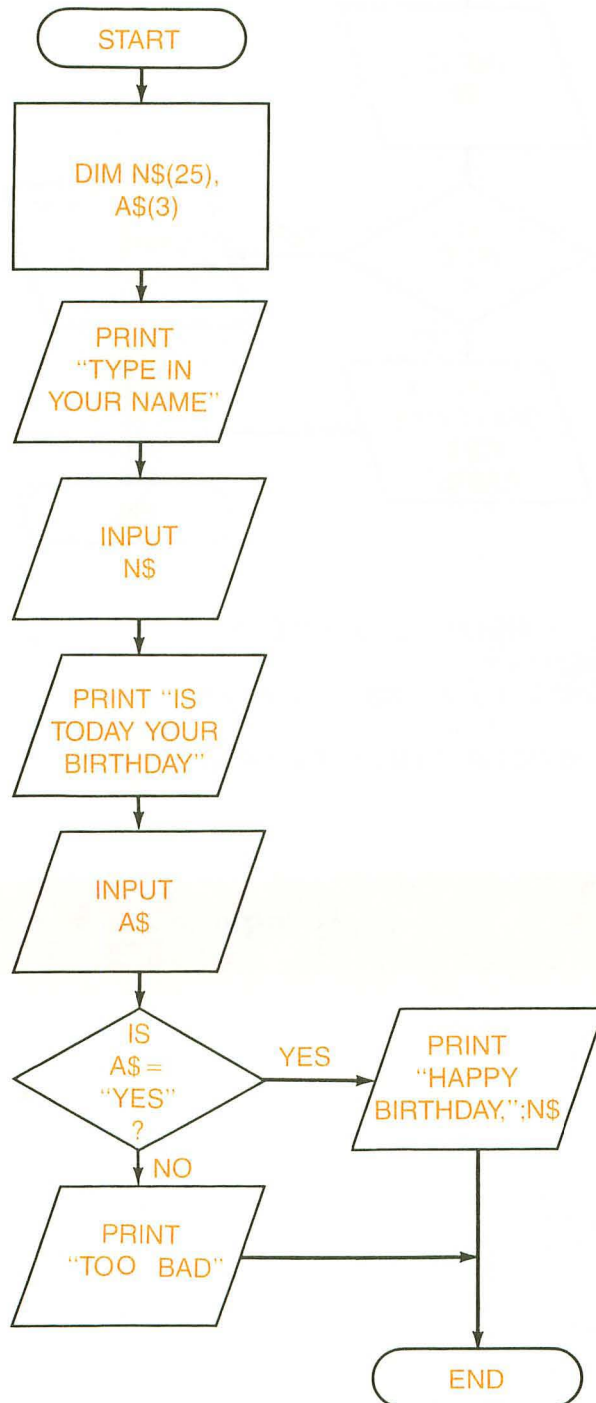 START
DIM N$(25),
A$(3)
PRINT
“TYPE IN
YOUR NAME”
INPUT
N$
PRINT “IS
TODAY YOUR
BIRTHDAY”
INPUT
A$
IS
A$ =
“YES”
?
YES
PRINT
“HAPPY
BIRTHDAY,”;N$
NO
PRINT
“TOO BAD”
END